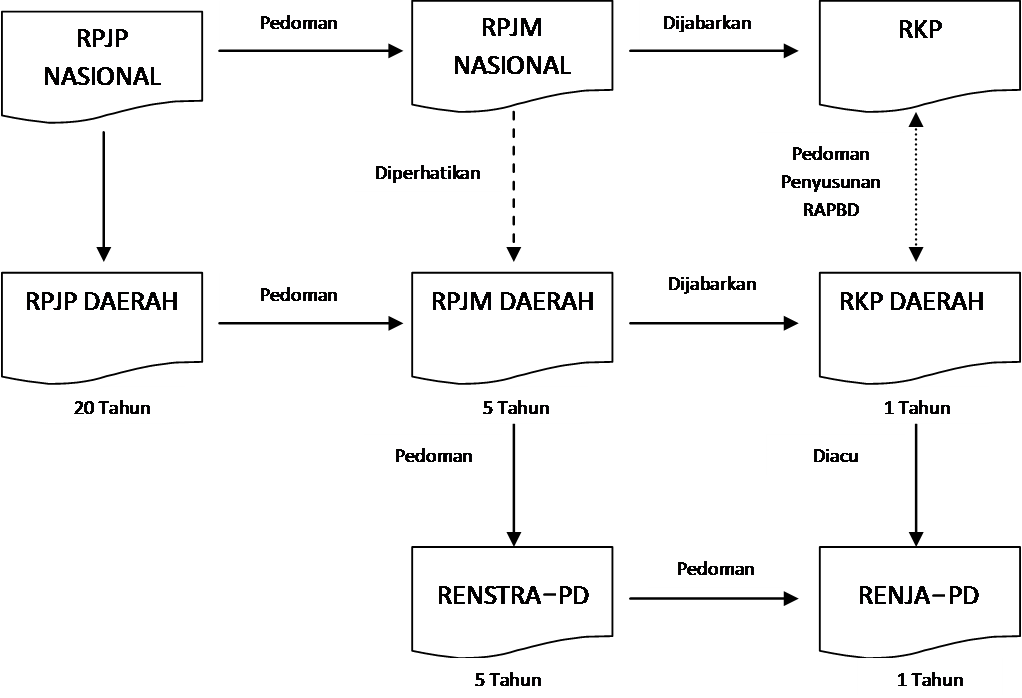 RPJP
NASIONAL
Pedoman
RPJM
NASIONAL
Dijabarkan
RKP
Diperhatikan
Pedoman
Penyusunan
RAPBD
RPJP DAERAH
Pedoman
RPJM DAERAH
Dijabarkan
RKP DAERAH
20 Tahun
5 Tahun
1 Tahun
Pedoman
Diacu
RENSTRA–PD
Pedoman
RENJA–PD
5 Tahun
1 Tahun